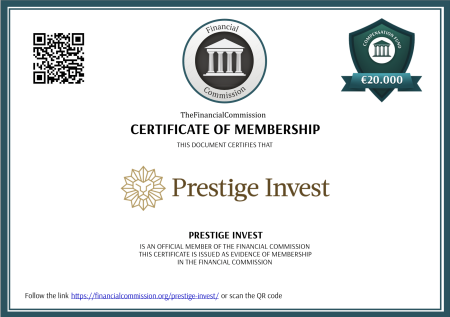 Financial
Commission
COMPENSATION FUND
€20.000
TheFinancialCommission
CERTIFICATE OF MEMBERSHIP
THIS DOCUMENT CERTIFIES THAT
Prestige Invest
PRESTIGE INVEST
IS AN OFFICIAL MEMBER OF THE FINANCIAL COMMISSION
THIS CERTIFICATE IS ISSUED AS EVIDENCE OF MEMBERSHIP
IN THE FINANCIAL COMMISSION
Follow the link https://financialcommission.org/prestige-invest/ or scan the QR code